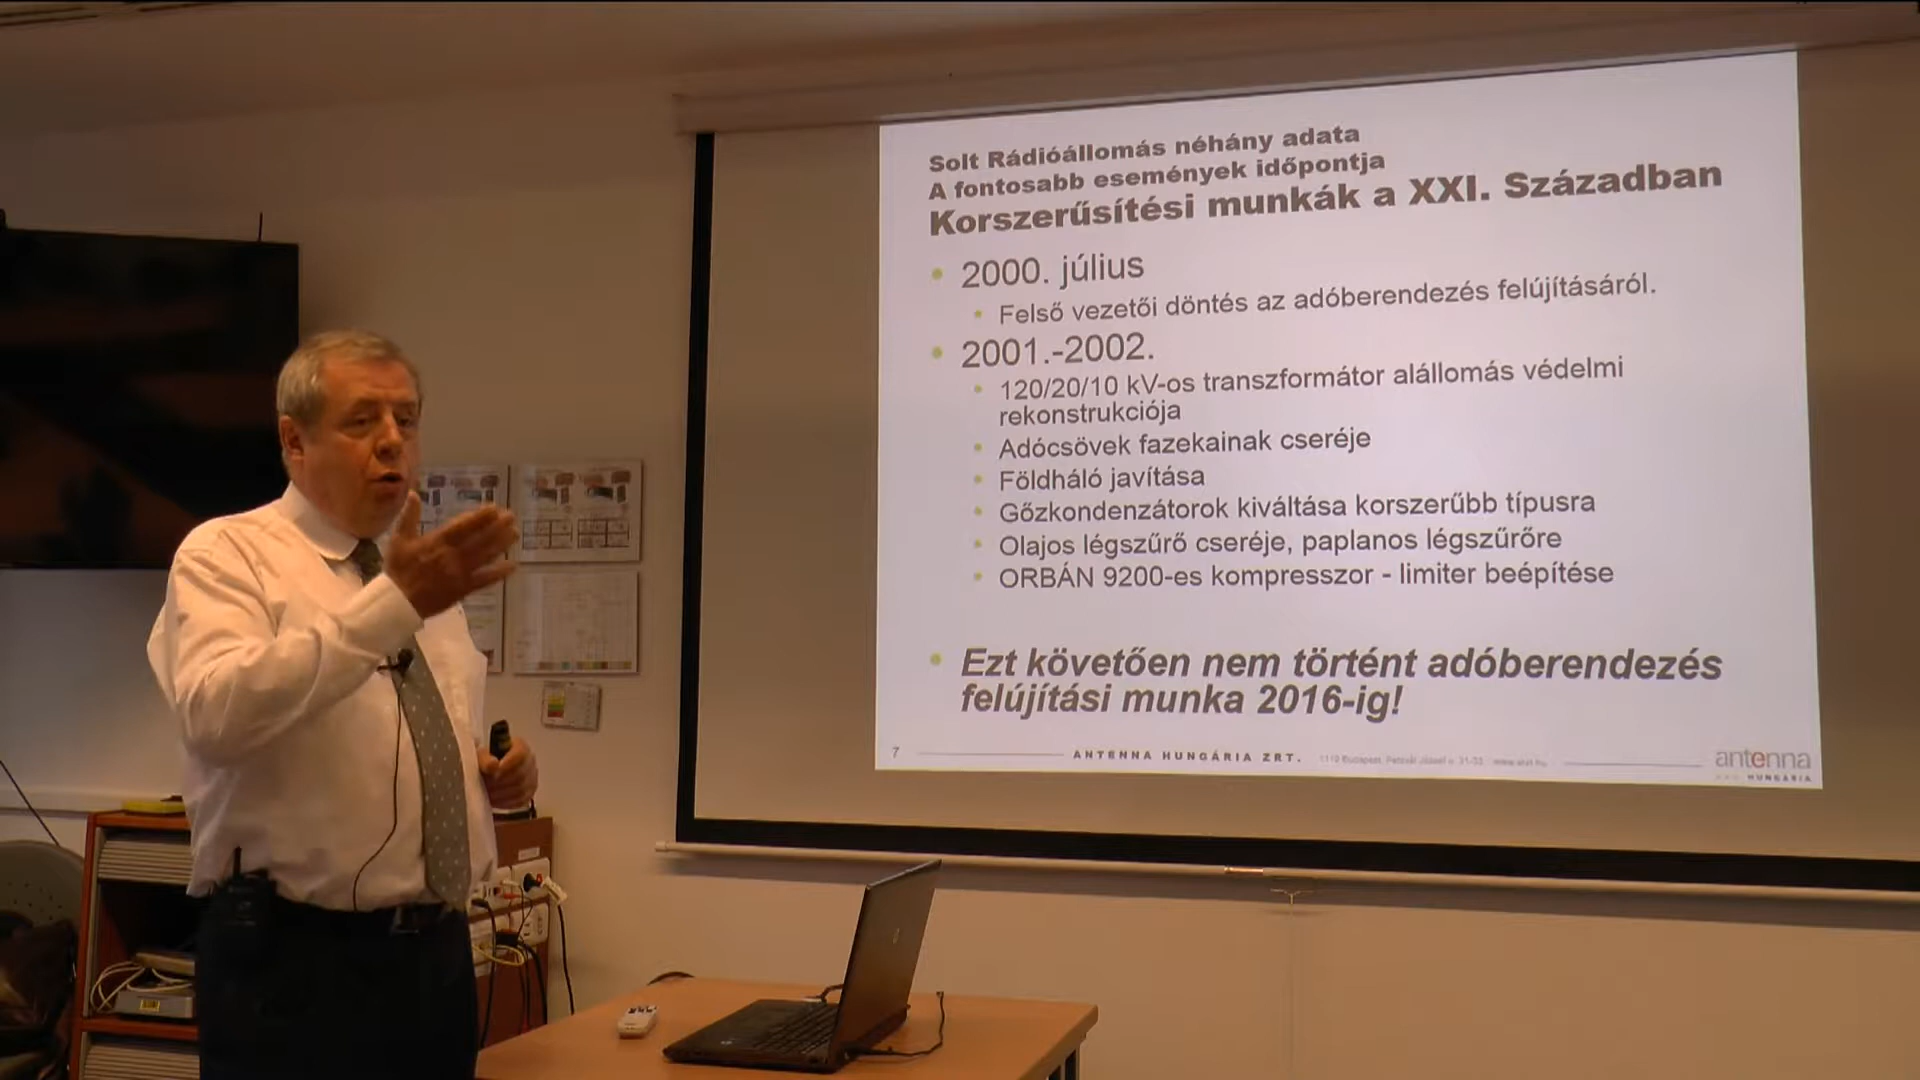 Solt Rádióállomás néhány adata
A fontosabb események időpontja
Korszerűsítési munkák a XXI. Században
2000. július
Felső vezetői döntés az adóberendezés felújításáról.
2001.-2002.
120/20/10 kV-os transzformátor alállomás védelmi
rekonstrukciója
Adócsövek fazekainak cseréje
Földháló javítása
Gőzkondenzátorok kiváltása korszerűbb típusra
Olajos légszűrő cseréje, paplanos légszűrőre
ORBÁN 9200-es kompresszor - limiter beépítése
Ezt követően nem történt adóberendezés
felújítási munka 2016-ig!
7
ANTENNA HUNGÁRIA ZRT.
antenna
HUNGÁRIA